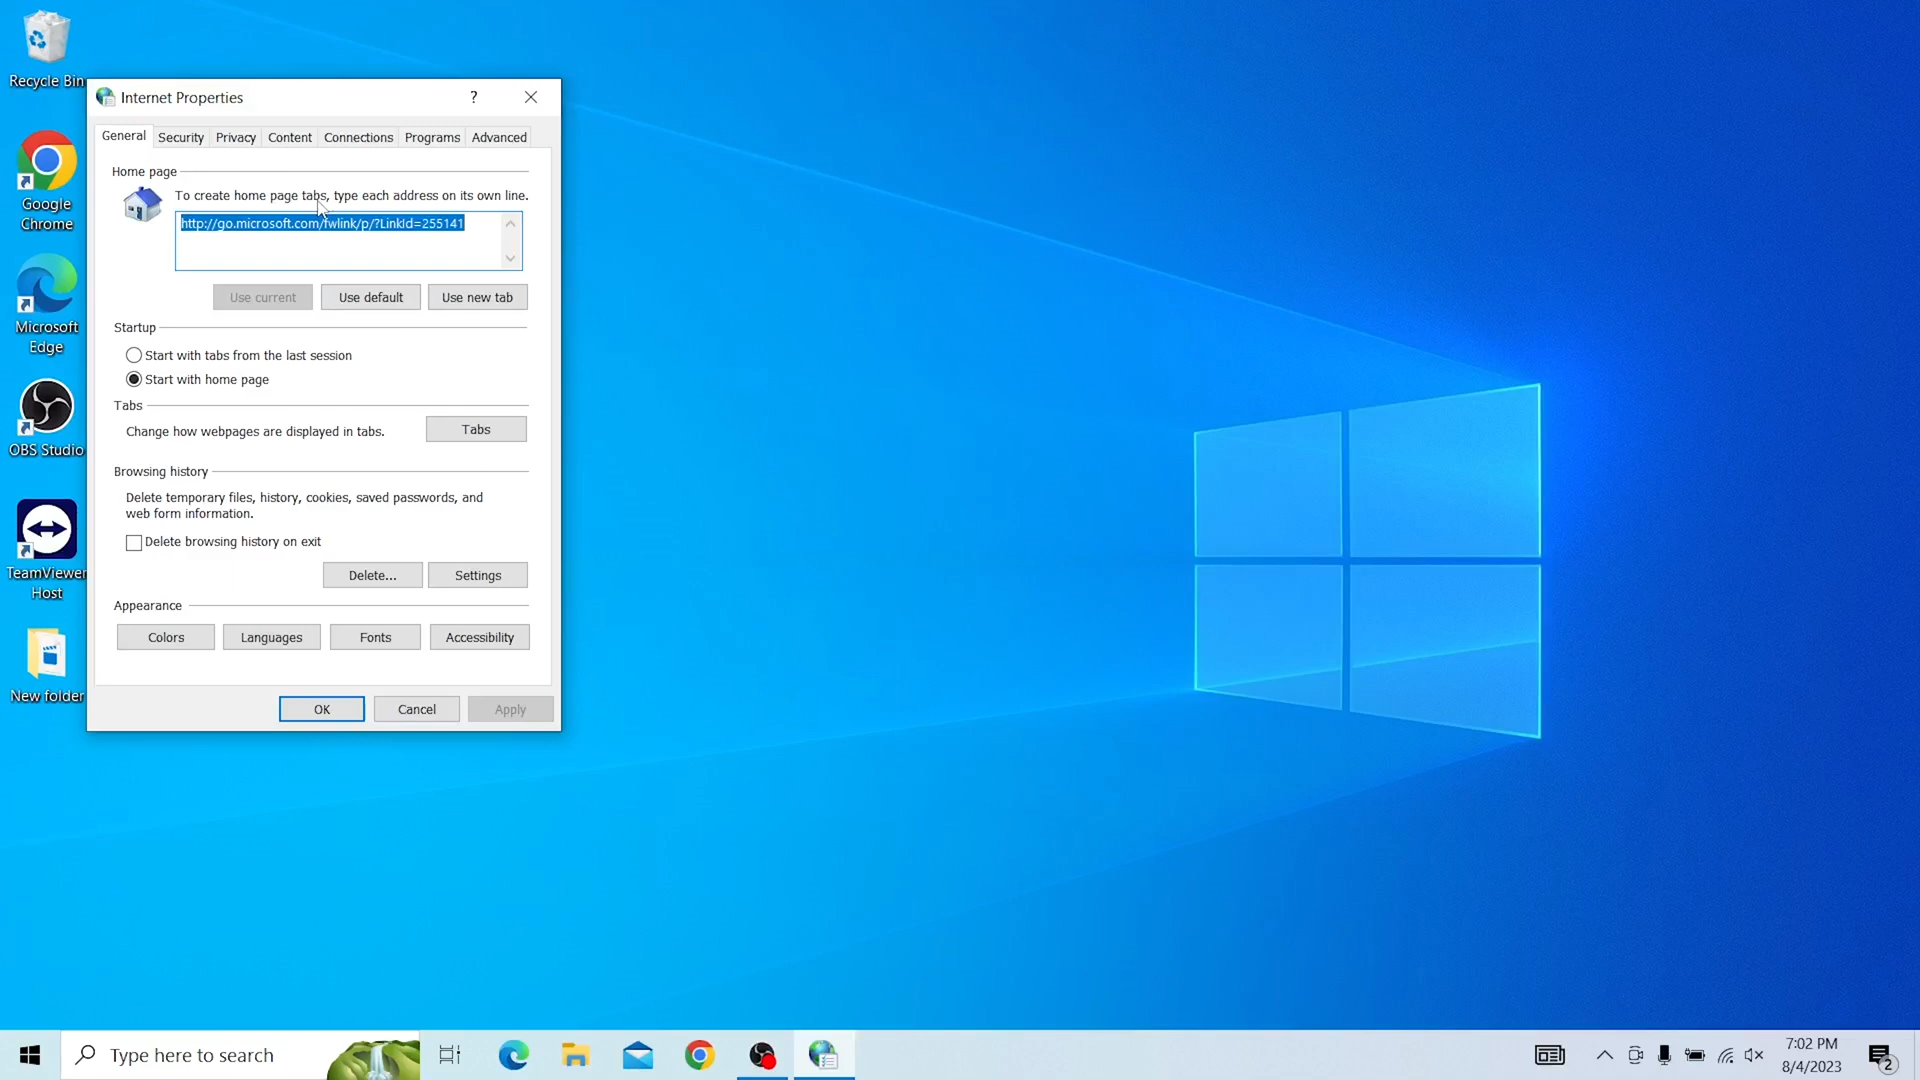 Recycle Bin
Google
Chrome
Microsoft
Edge
OBS Studio
TeamViewer
Host
New folder
Internet Properties
?
General Security Privacy Content Connections Programs Advanced
Home page
To create home page tabs, type each address on its own line.
http://go.microsoft.com/fwlink/p/?LinkId=255141
Use current Use default Use new tab
Startup
Start with tabs from the last session
Start with home page
Tabs
Change how webpages are displayed in tabs. Tabs
Browsing history
Delete temporary files, history, cookies, saved passwords, and
web form information.
Delete browsing history on exit
Delete... Settings
Appearance
Colors Languages Fonts Accessibility
OK Cancel Apply
Type here to search
7:02 PM
8/4/2023
2